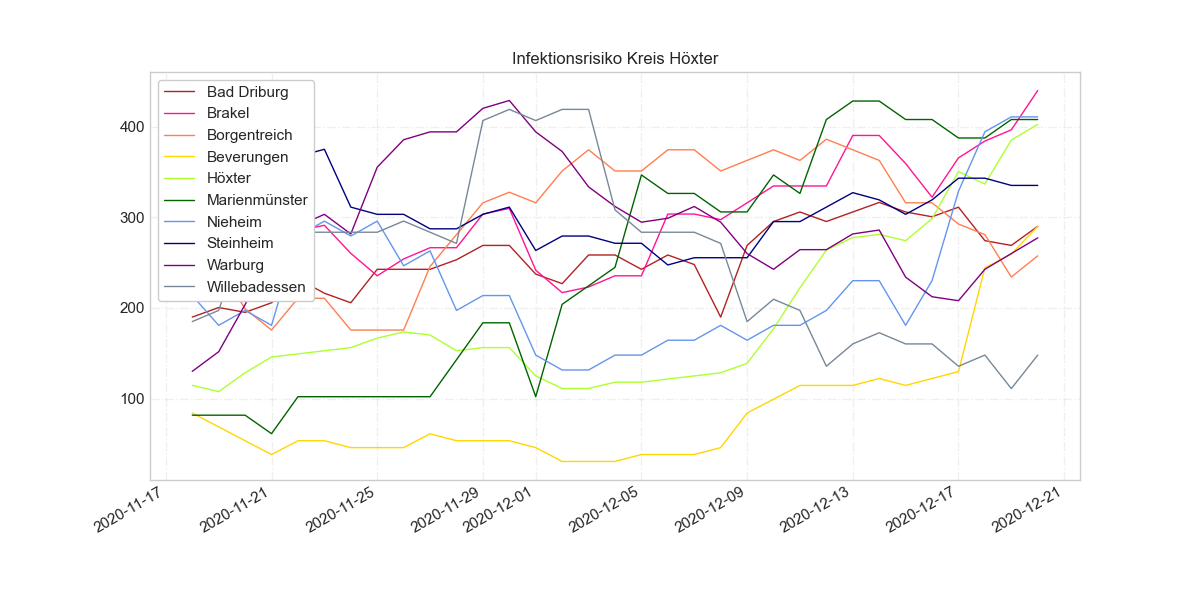 Infektionsrisiko Kreis Höxter
Bad Driburg
Brakel
Borgentreich
Beverungen
Höxter
Marienmünster
Nieheim
Steinheim
Warburg
Willebadessen
400
300
200
100
2020-11-17
2020-11-21
2020-11-25
2020-11-29
2020-12-01
2020-12-05
2020-12-09
2020-12-13
2020-12-17
2020-12-21